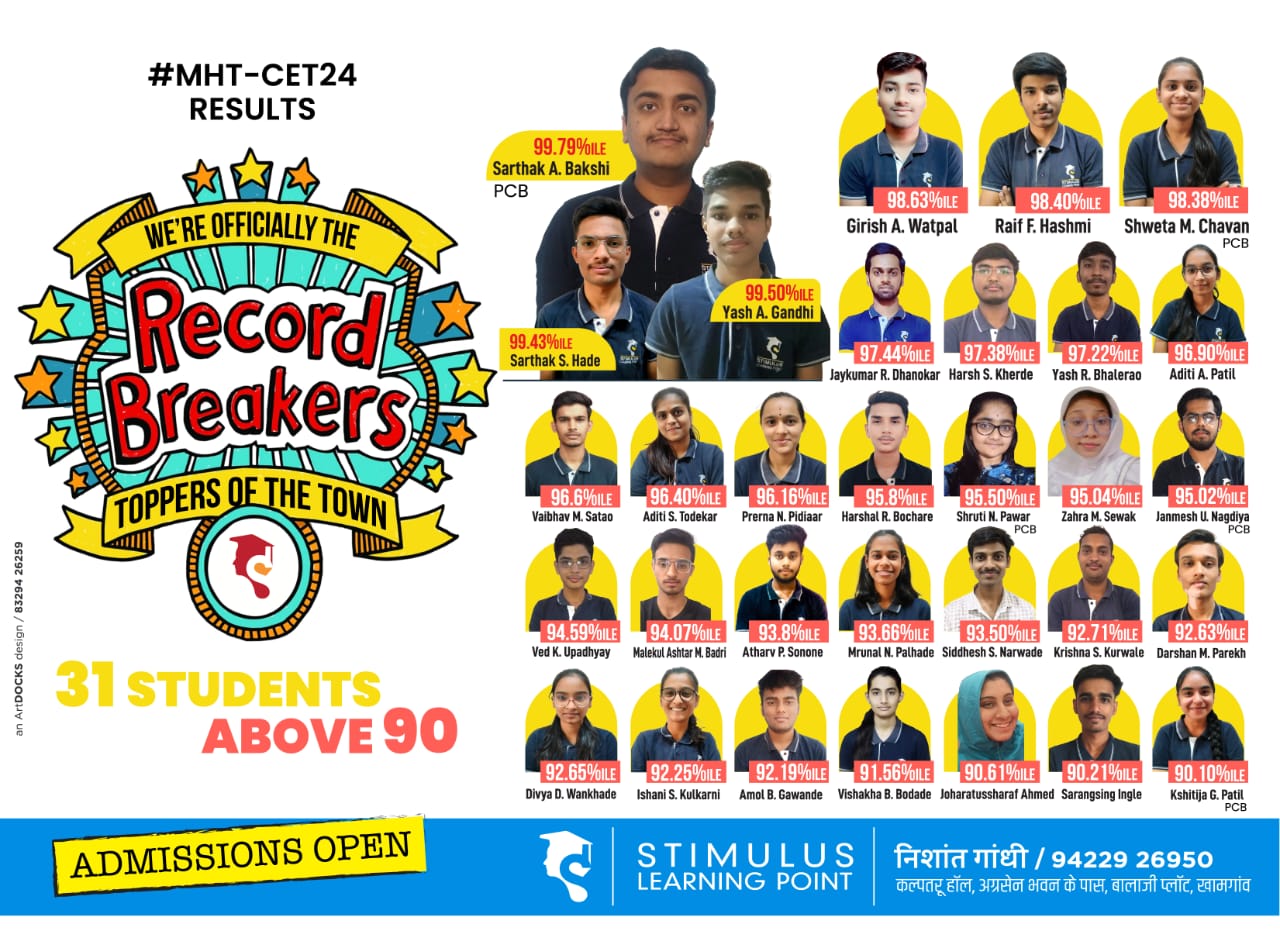 #MHT-CET24
RESULTS
WE'RE OFFICIALLY THE
Record
Breakers
TOPPERS OF THE TOWN
31 STUDENTS
ABOVE 90
an ArtDOCKS design / 83294 26259
99.79%ILE
Sarthak A. Bakshi
PCB
99.50%ILE
Yash A. Gandhi
99.43%ILE
Sarthak S. Hade
STIMULUS
98.63%ILE 98.40%ILE 98.38%ILE
Girish A. Watpal Raif F. Hashmi Shweta M. Chavan
PCB
97.44%ILE 97.38%ILE 97.22%ILE 96.90%ILE
Jaykumar R. Dhanokar Harsh S. Kherde Yash R. Bhalerao Aditi A. Patil
96.6%ILE 96.40%ILE 96.16%ILE 95.8%ILE 95.50%ILE 95.04%ILE 95.02%ILE
Vaibhav M. Satao Aditi S. Todekar Prerna N. Pidiaar Harshal R. Bochare Shruti N. Pawar Zahra M. Sewak Janmesh U. Nagdiya
PCB PCB
94.59%ILE 94.07%ILE 93.8%ILE 93.66%ILE 93.50%ILE 92.71%ILE 92.63%ILE
Ved K. Upadhyay Malekul Ashtar M. Badri Atharv P. Sonone Mrunal N. Palhade Siddhesh S. Narwade Krishna S. Kurwale Darshan M. Parekh
92.65%ILE 92.25%ILE 92.19%ILE 91.56%ILE 90.61%ILE 90.21%ILE 90.10%ILE
Divya D. Wankhade Ishani S. Kulkarni Amol B. Gawande Vishakha B. Bodade Joharatussharaf Ahmed Sarangsing Ingle Kshitija G. Patil
PCB
ADMISSIONS OPEN
STIMULUS
LEARNING POINT
निशांत गांधी / 94229 26950
कल्पतरू हॉल, अग्रसेन भवन के पास, बालाजी प्लॉट, खामगांव